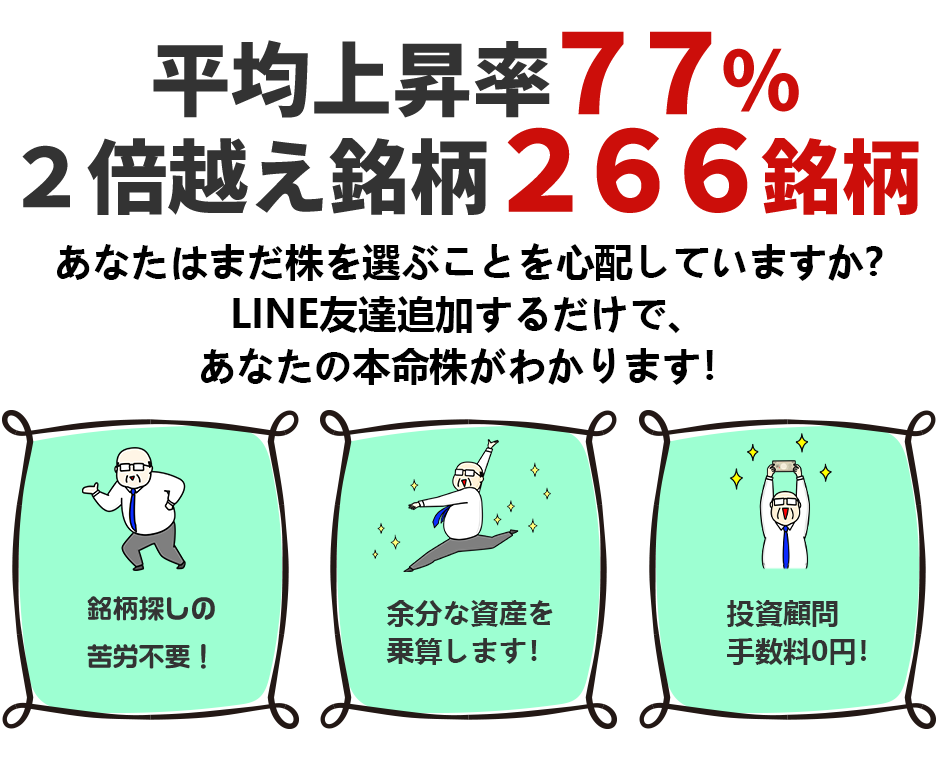 平均上昇率77%
２倍越え銘柄266銘柄
あなたはまだ株を選ぶことを心配していますか?
LINE友達追加するだけで、
あなたの本命株がわかります!
銘柄探しの
苦労不要！
余分な資産を
乗算します!
投資顧問
手数料0円!